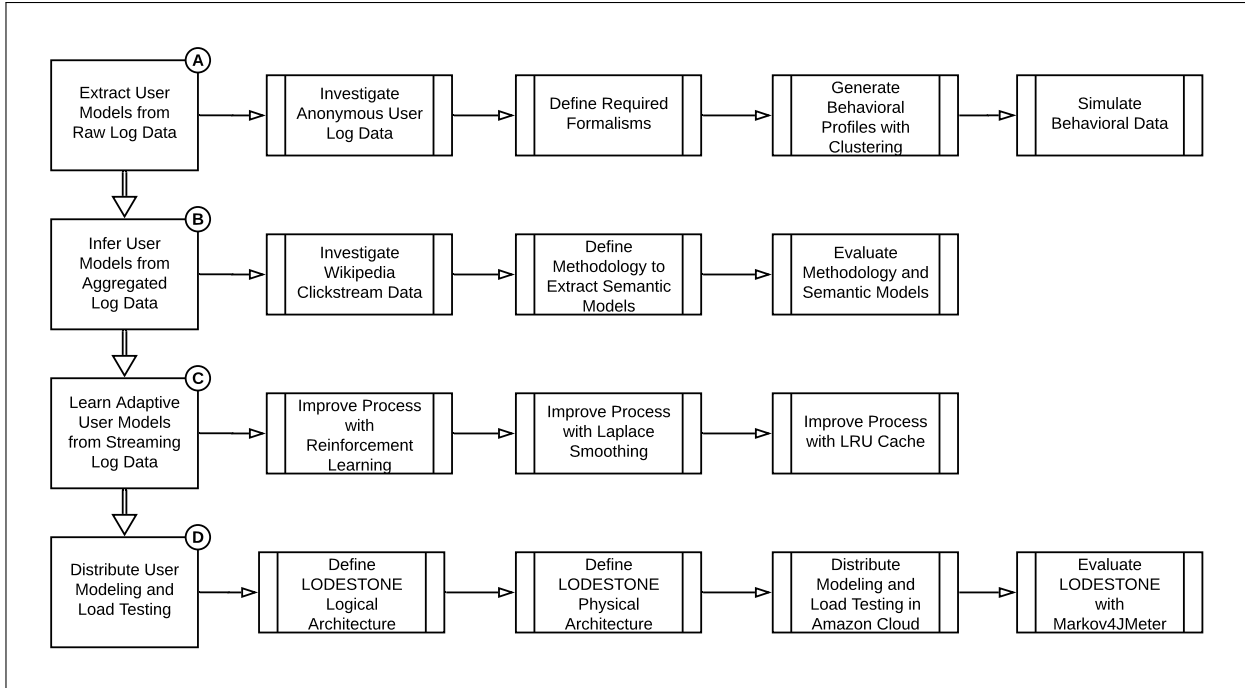 A
Extract User
Models from
Raw Log Data
Investigate
Anonymous User
Log Data
Define Required
Formalisms
Generate
Behavioral
Profiles with
Clustering
Simulate
Behavioral Data
B
Infer User
Models from
Aggregated
Log Data
Investigate
Wikipedia
Clickstream Data
Define
Methodology to
Extract Semantic
Models
Evaluate
Methodology and
Semantic Models
C
Learn Adaptive
User Models
from Streaming
Log Data
Improve Process
with
Reinforcement
Learning
Improve Process
with Laplace
Smoothing
Improve Process
with LRU Cache
D
Distribute User
Modeling and
Load Testing
Define
LODESTONE
Logical
Architecture
Define
LODESTONE
Physical
Architecture
Distribute
Modeling and
Load Testing in
Amazon Cloud
Evaluate
LODESTONE
with
Markov4JMeter